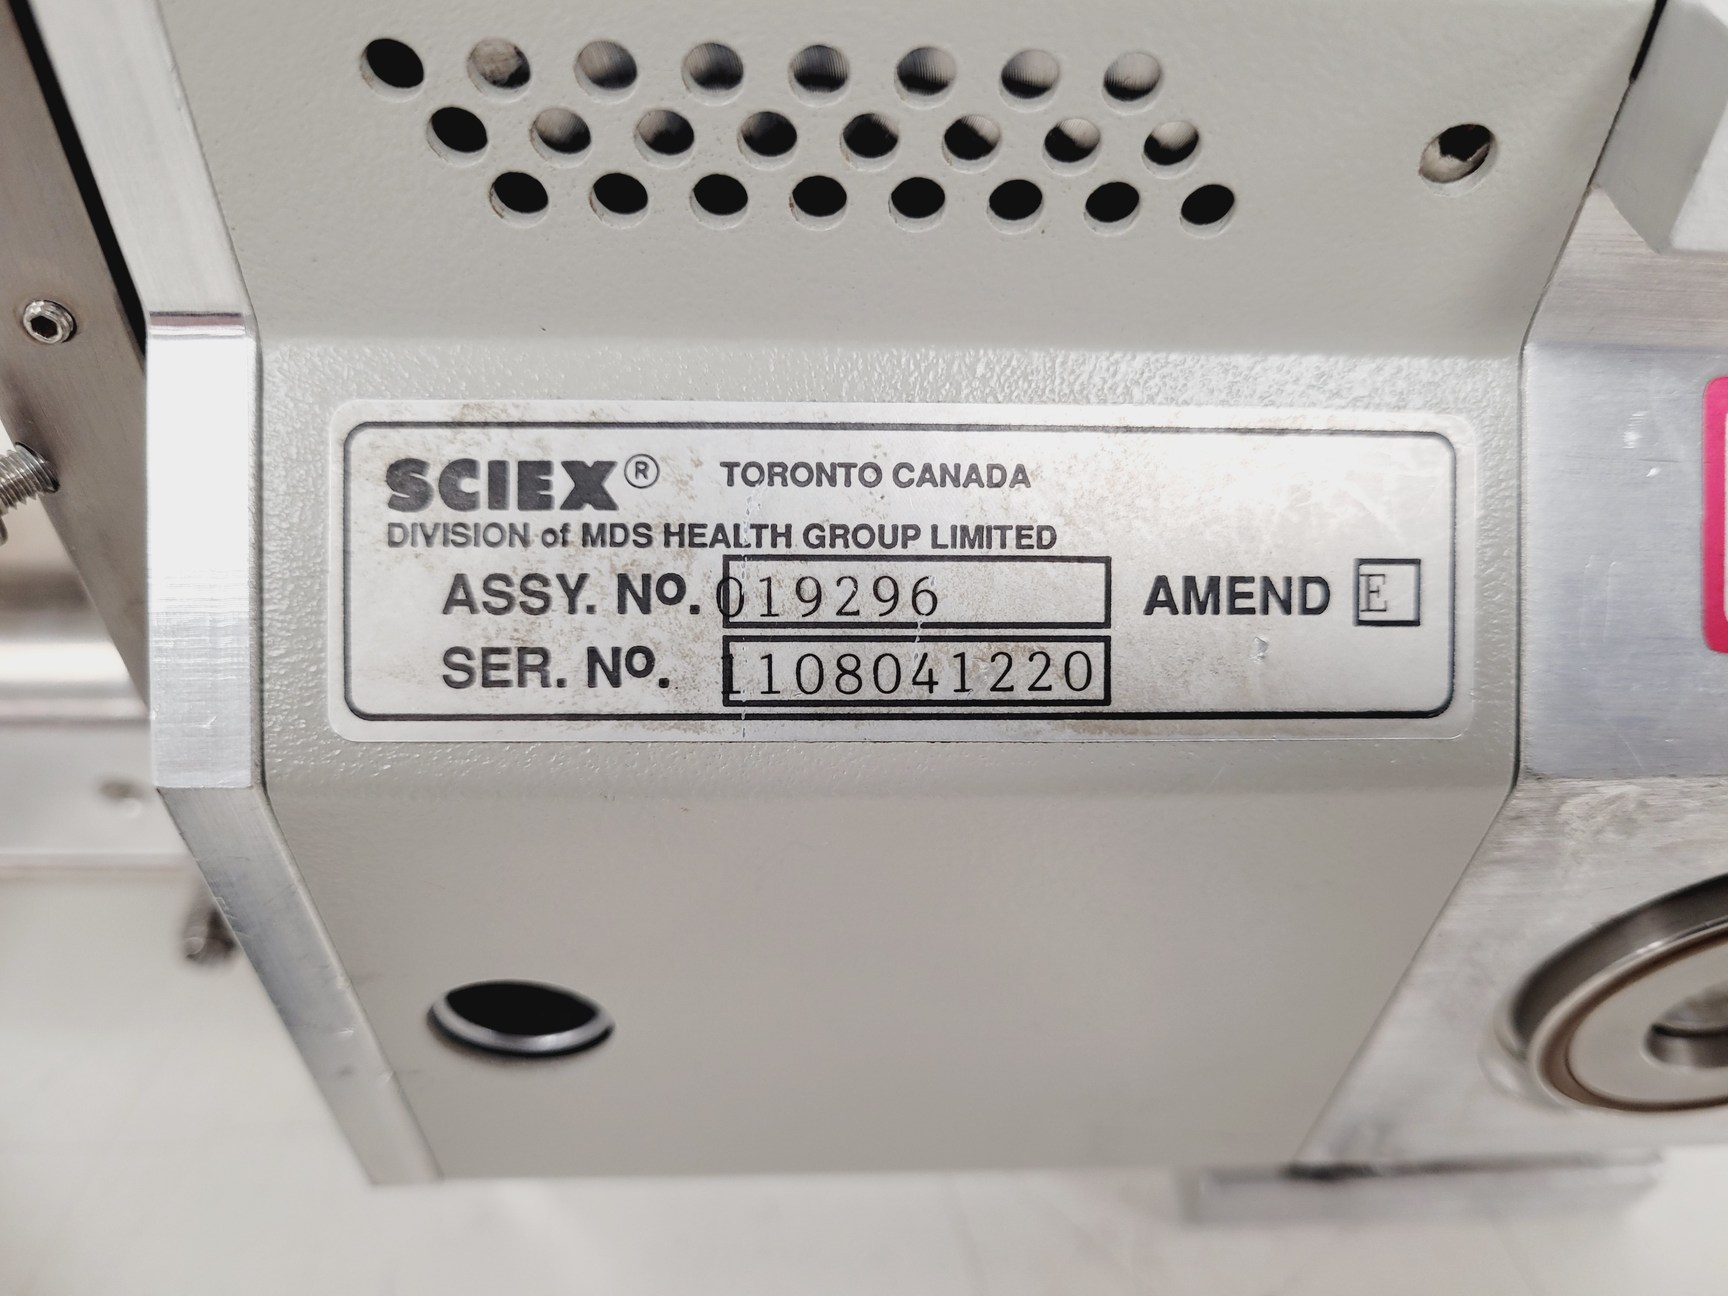 SCIEX® TORONTO CANADA
DIVISION of MDS HEALTH GROUP LIMITED
ASSY. No. 019296 AMEND E
SER. No. 1108041220